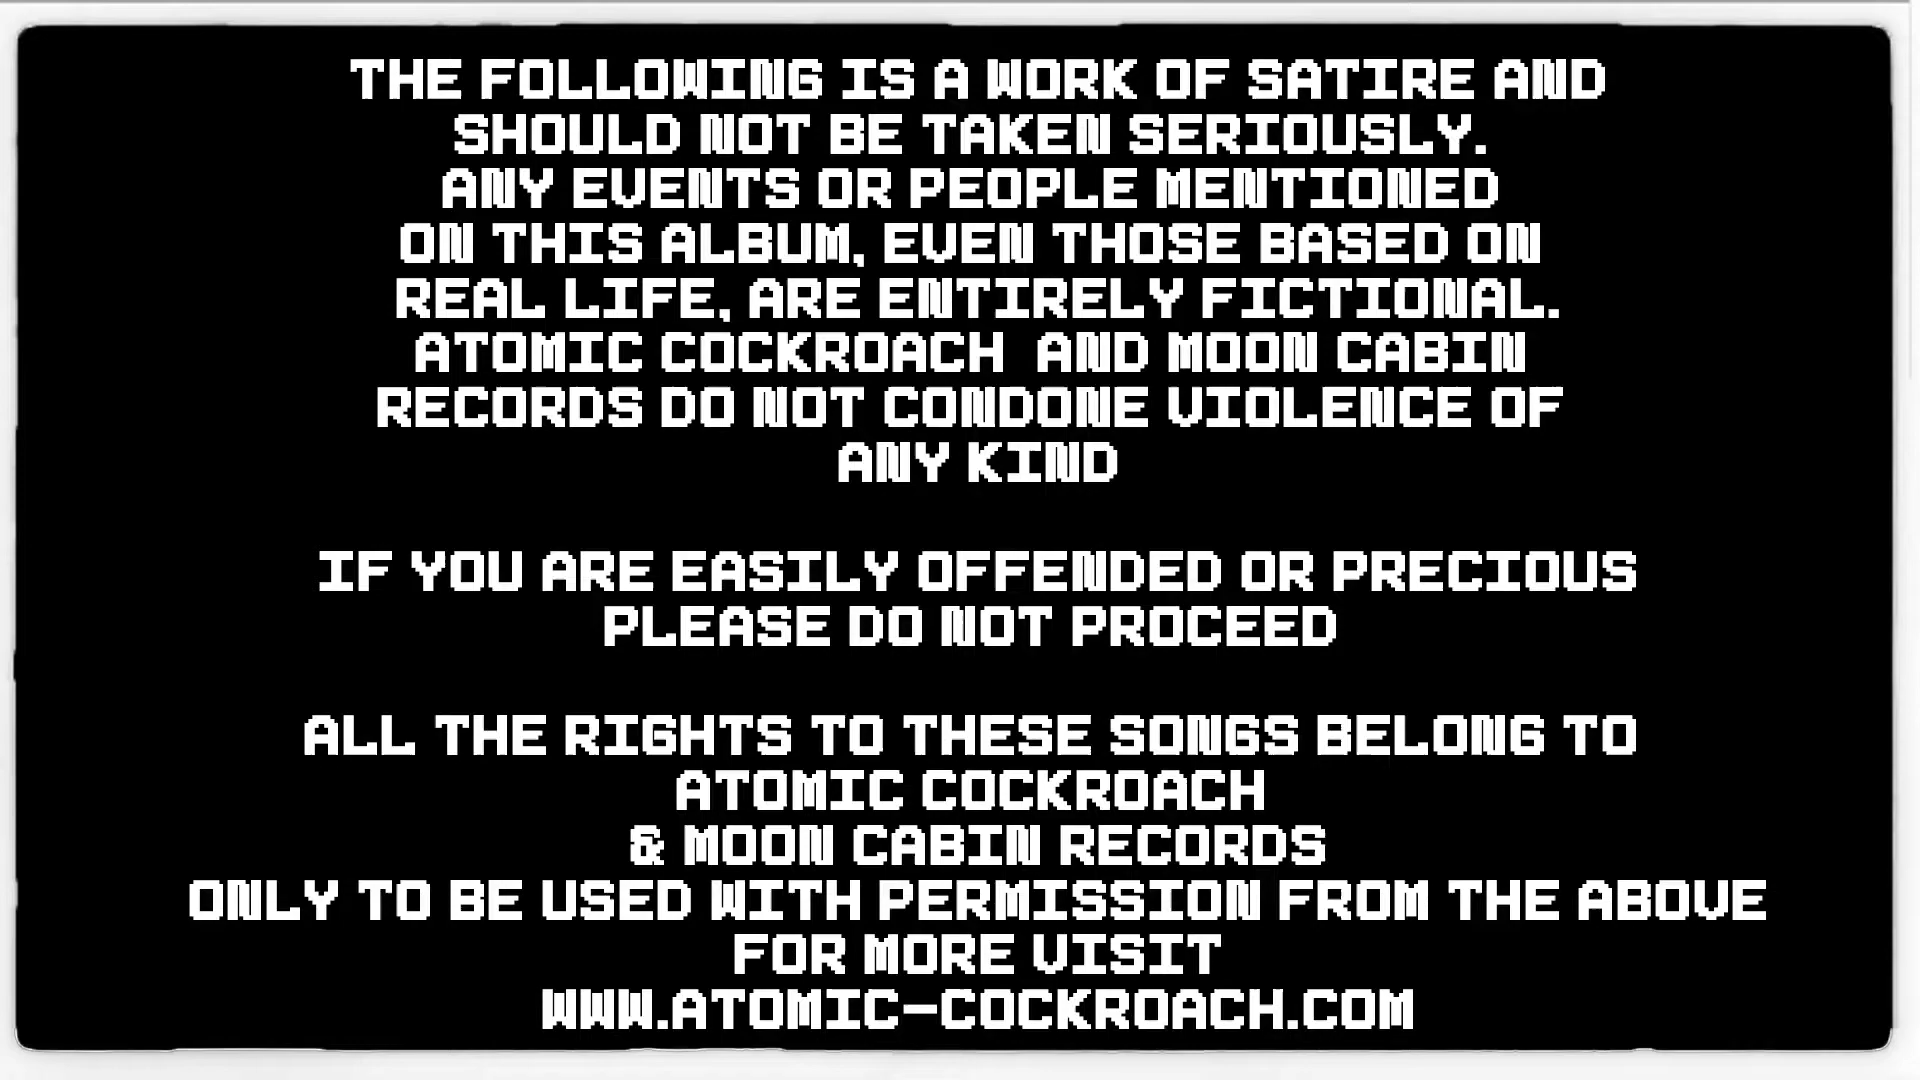 THE FOLLOWING IS A WORK OF SATIRE AND
SHOULD NOT BE TAKEN SERIOUSLY.
ANY EVENTS OR PEOPLE MENTIONED
ON THIS ALBUM, EVEN THOSE BASED ON
REAL LIFE, ARE ENTIRELY FICTIONAL.
ATOMIC COCKROACH AND MOON CABIN
RECORDS DO NOT CONDONE VIOLENCE OF
ANY KIND
IF YOU ARE EASILY OFFENDED OR PRECIOUS
PLEASE DO NOT PROCEED
ALL THE RIGHTS TO THESE SONGS BELONG TO
ATOMIC COCKROACH
& MOON CABIN RECORDS
ONLY TO BE USED WITH PERMISSION FROM THE ABOVE
FOR MORE VISIT
WWW.ATOMIC-COCKROACH.COM